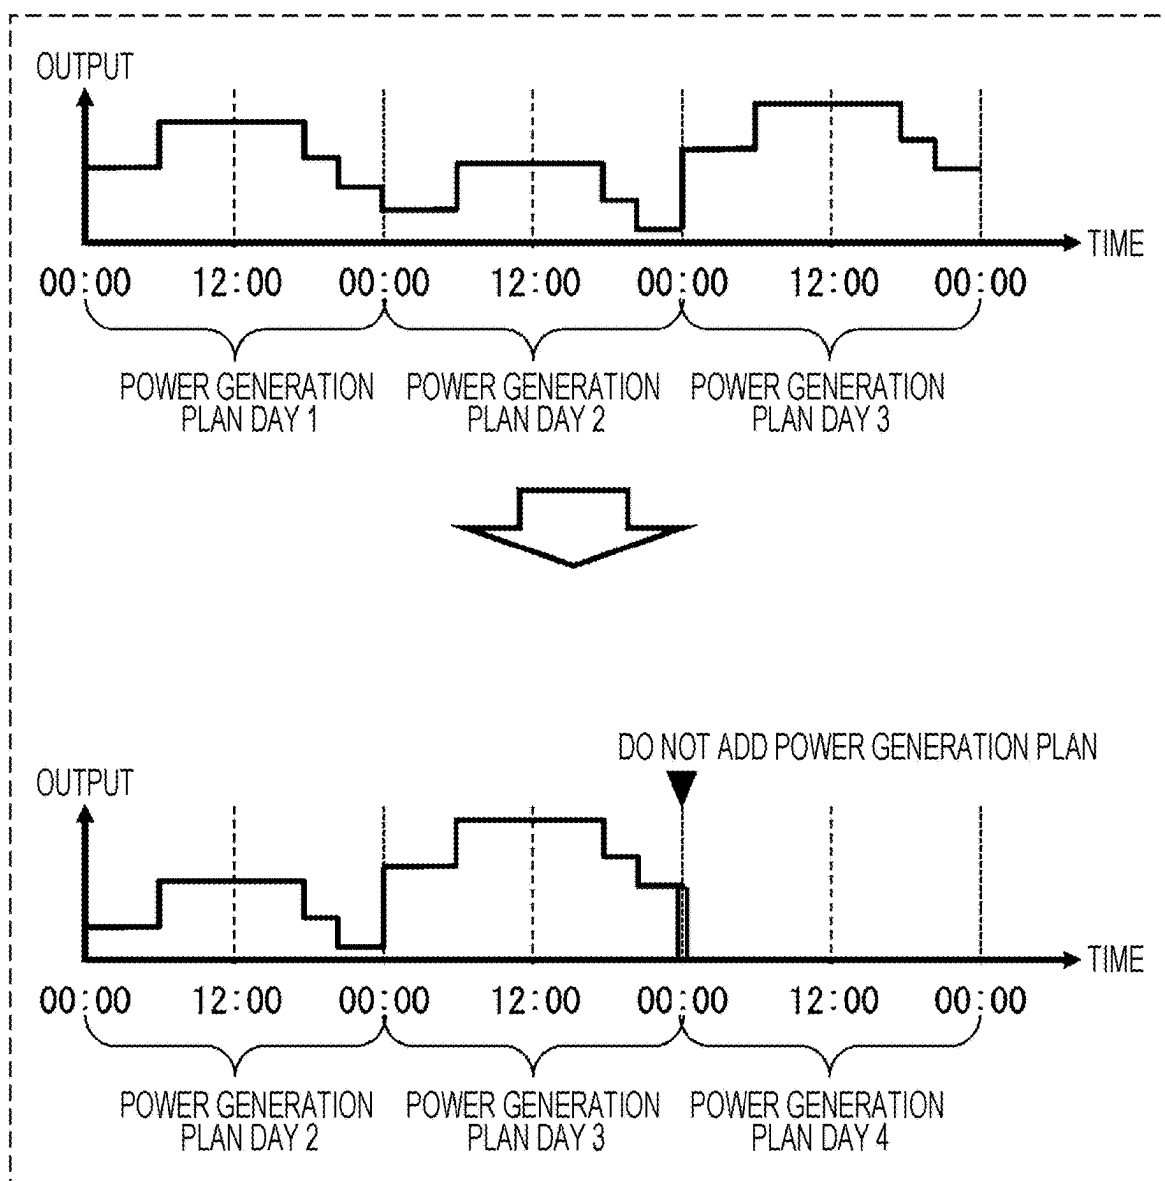 OUTPUT
TIME
00:00 12:00 00:00 12:00 00:00 12:00 00:00
POWER GENERATION PLAN DAY 1
POWER GENERATION PLAN DAY 2
POWER GENERATION PLAN DAY 3
DO NOT ADD POWER GENERATION PLAN
OUTPUT
TIME
00:00 12:00 00:00 12:00 00:00 12:00 00:00
POWER GENERATION PLAN DAY 2
POWER GENERATION PLAN DAY 3
POWER GENERATION PLAN DAY 4